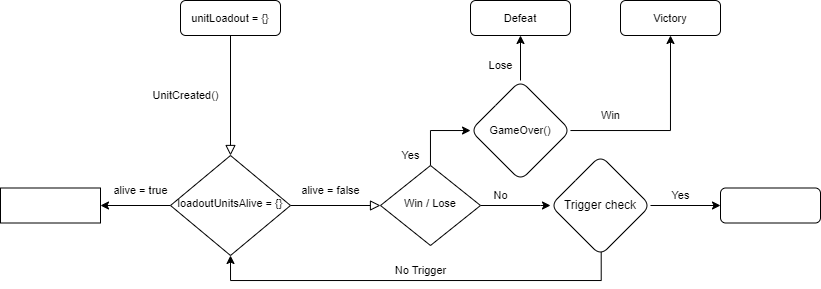 unitLoadout = {}
Defeat
Victory
Lose
UnitCreated()
Win
GameOver()
Yes
alive = true
loadoutUnitsAlive = {}
alive = false
Win / Lose
No
Trigger check
Yes
No Trigger